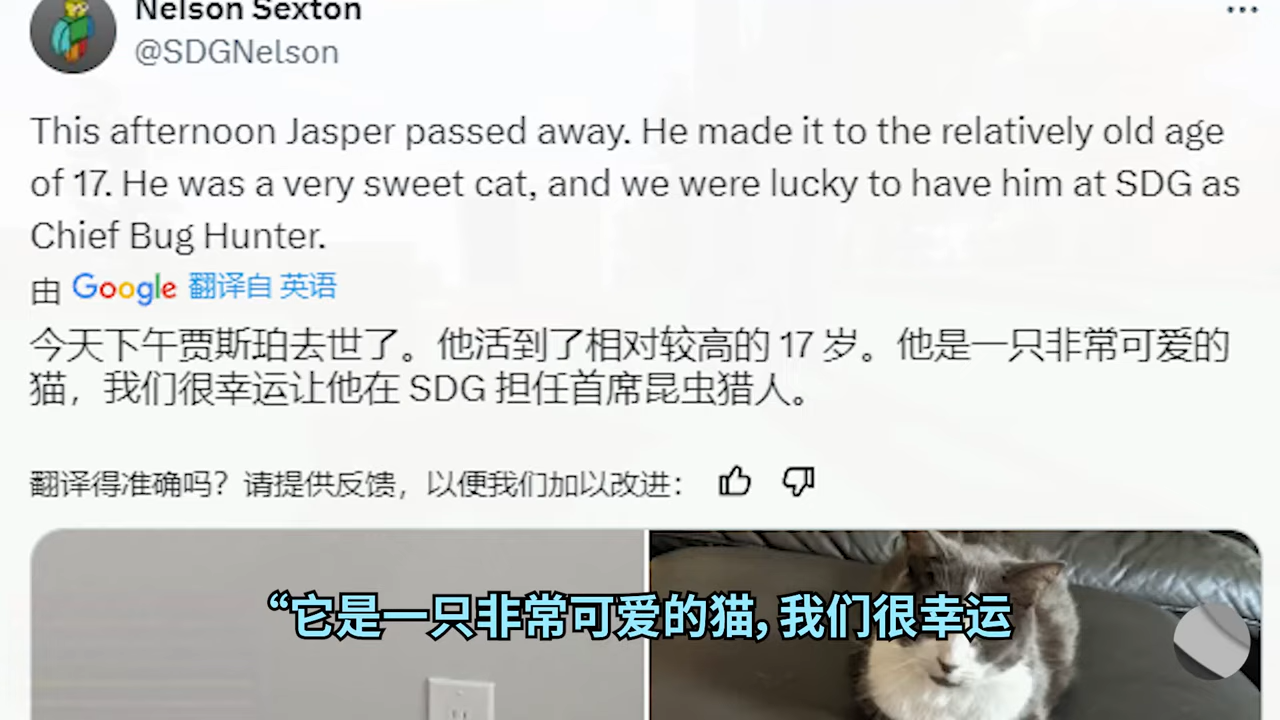 Nelson Sexton
@SDGNelson
This afternoon Jasper passed away. He made it to the relatively old age
of 17. He was a very sweet cat, and we were lucky to have him at SDG as
Chief Bug Hunter.
由 Google 翻译自 英语
今天下午贾斯珀去世了。他活到了相对较高的 17 岁。他是一只非常可爱的
猫，我们很幸运让他在 SDG 担任首席昆虫猎人。
翻译得准确吗？请提供反馈，以便我们加以改进：
“它是一只非常可爱的猫，我们很幸运